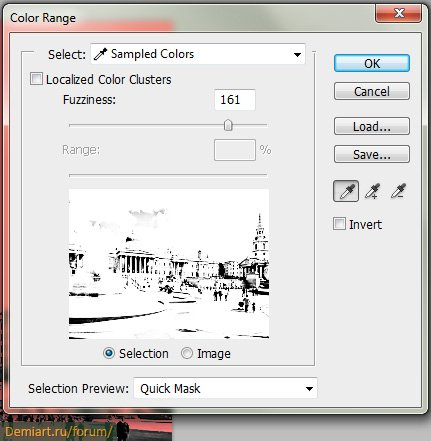 Color Range
Select: Sampled Colors
OK
Localized Color Clusters
Cancel
Fuzziness: 161
Load...
Range: %
Save...
Invert
Selection Image
Selection Preview: Quick Mask
Demiart.ru/forum/